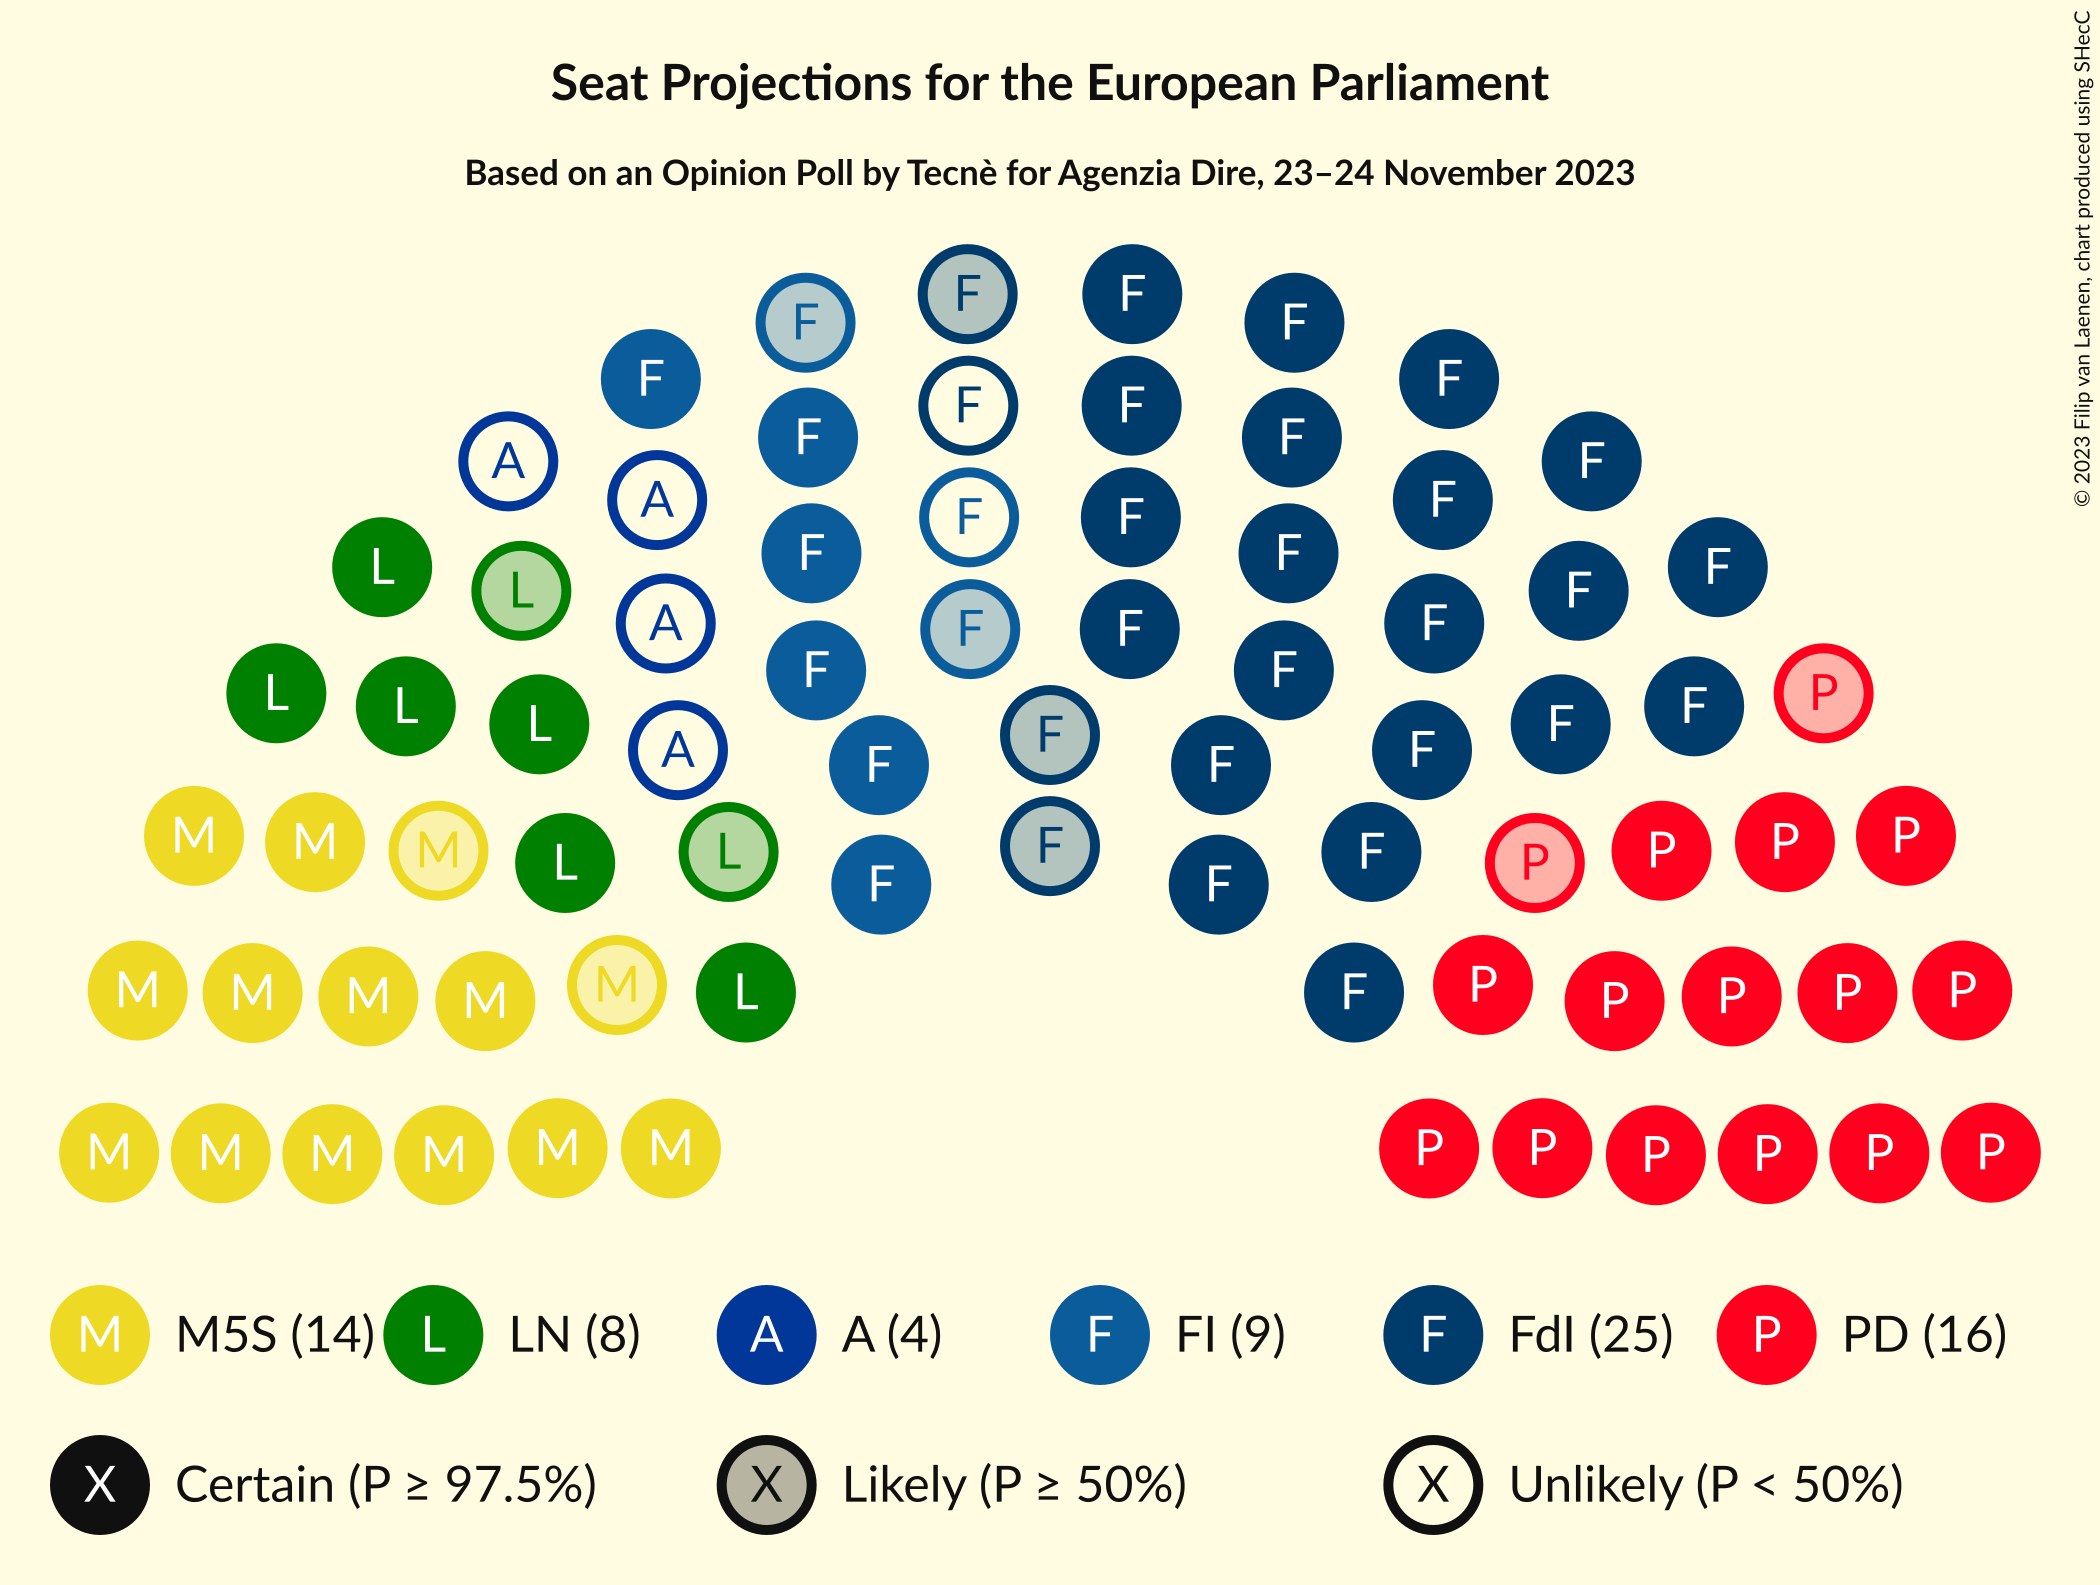 Seat Projections for the European Parliament
Based on an Opinion Poll by Tecnè for Agenzia Dire, 23–24 November 2023
© 2023 Filip van Laenen, chart produced using SHecC
F F
F F
F F
F F
F F
A F
F F
A F
F F
L F
F F
L F
A F
F F
L P
L F
L F
A F
F F
F F
M P
M P
M P
L P
L F
F F
F F
M P
M P
M P
M P
M P
L F
M M M M M M P P P P P P
M M5S (14) L LN (8) A A (4) F FI (9) F FdI (25) P PD (16)
X Certain (P ≥ 97.5%) X Likely (P ≥ 50%) X Unlikely (P < 50%)